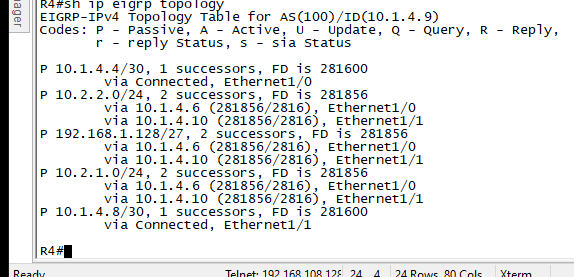 R4#sh ip eigrp topology
EIGRP-IPv4 Topology Table for AS(100)/ID(10.1.4.9)
Codes: P - Passive, A - Active, U - Update, Q - Query, R - Reply,
r - reply Status, s - sia Status
P 10.1.4.4/30, 1 successors, FD is 281600
via Connected, Ethernet1/0
P 10.2.2.0/24, 2 successors, FD is 281856
via 10.1.4.6 (281856/2816), Ethernet1/0
via 10.1.4.10 (281856/2816), Ethernet1/1
P 192.168.1.128/27, 2 successors, FD is 281856
via 10.1.4.6 (281856/2816), Ethernet1/0
via 10.1.4.10 (281856/2816), Ethernet1/1
P 10.2.1.0/24, 2 successors, FD is 281856
via 10.1.4.6 (281856/2816), Ethernet1/0
via 10.1.4.10 (281856/2816), Ethernet1/1
P 10.1.4.8/30, 1 successors, FD is 281600
via Connected, Ethernet1/1
R4#
Ready Telnet: 192.168.108.128 24, 4 24 Rows, 80 Cols Xterm